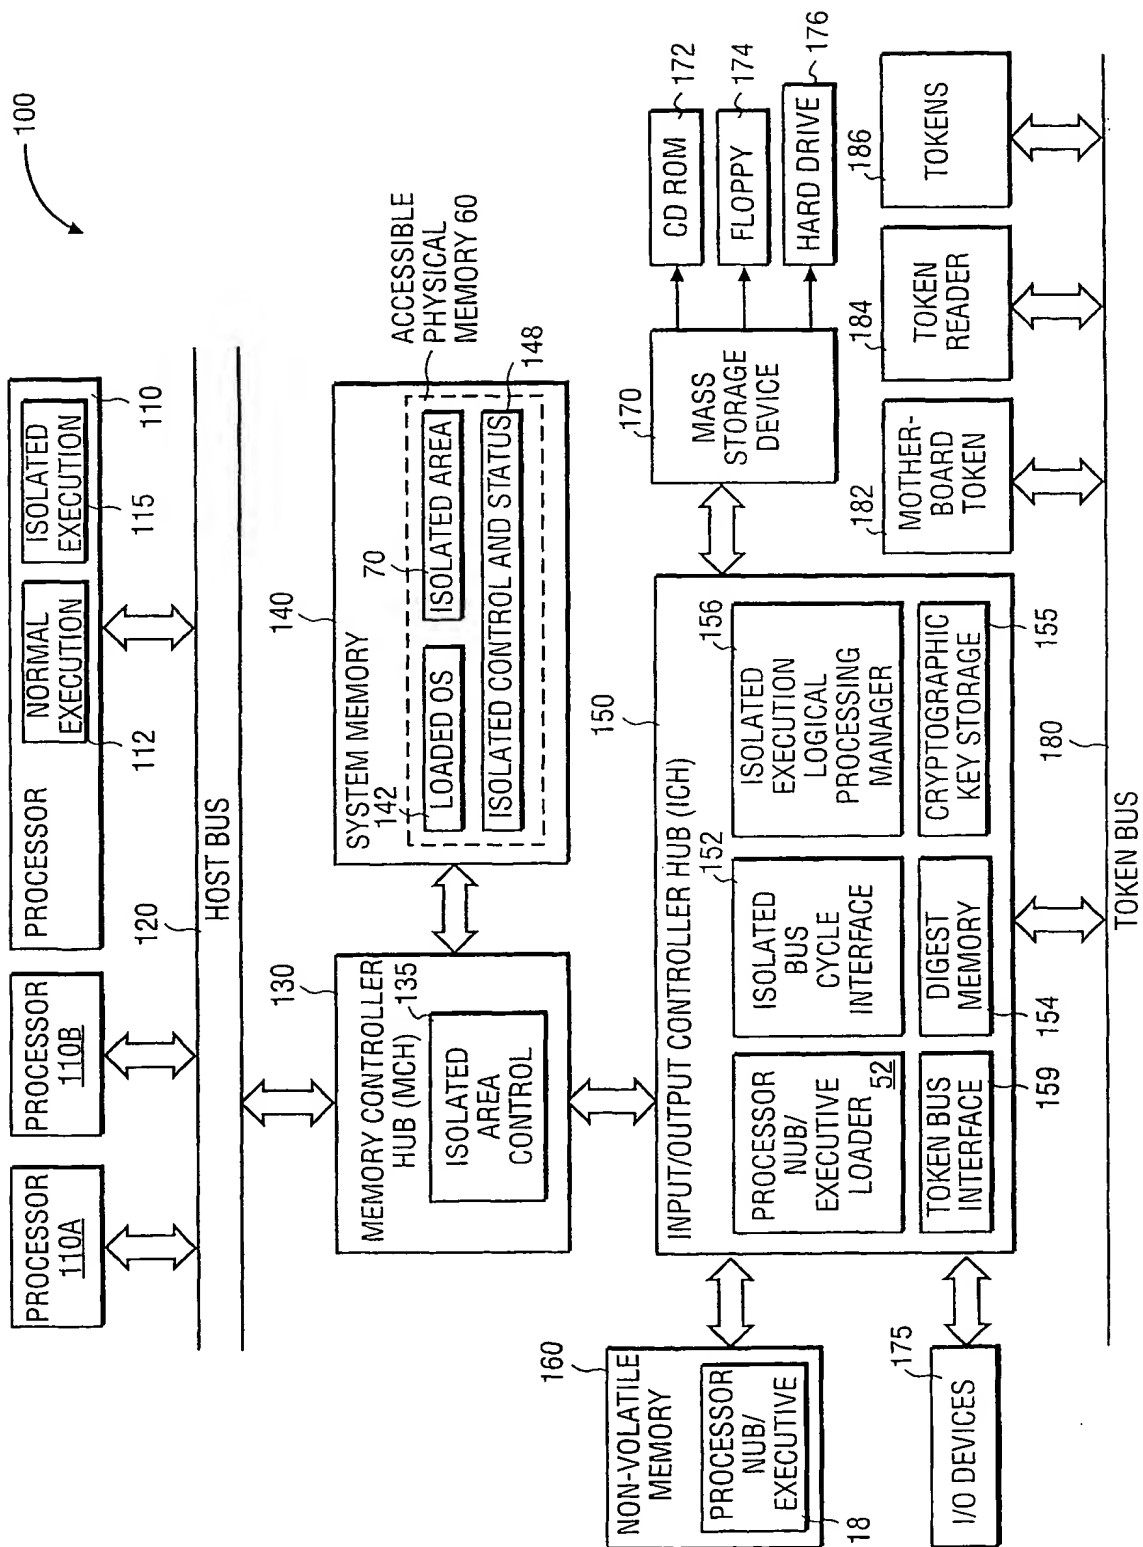 100
PROCESSOR
110A
PROCESSOR
110B
PROCESSOR
NORMAL
EXECUTION
112
ISOLATED
EXECUTION
115
110
120
HOST BUS
130
MEMORY CONTROLLER
HUB (MCH)
135
ISOLATED
AREA
CONTROL
140
SYSTEM MEMORY
142
LOADED OS
70
ISOLATED AREA
ISOLATED CONTROL AND STATUS
148
ACCESSIBLE
PHYSICAL
MEMORY 60
150
INPUT/OUTPUT CONTROLLER HUB (ICH)
PROCESSOR
NUB/
EXECUTIVE
LOADER 52
152
ISOLATED
BUS
CYCLE
INTERFACE
156
ISOLATED
EXECUTION
LOGICAL
PROCESSING
MANAGER
TOKEN BUS
INTERFACE
159
DIGEST
MEMORY
154
CRYPTOGRAPHIC
KEY STORAGE
155
160
NON-VOLATILE
MEMORY
PROCESSOR
NUB/
EXECUTIVE
18
175
I/O DEVICES
170
MASS
STORAGE
DEVICE
CD ROM
172
FLOPPY
174
HARD DRIVE
176
182
MOTHER-
BOARD
TOKEN
184
TOKEN
READER
186
TOKENS
180
TOKEN BUS